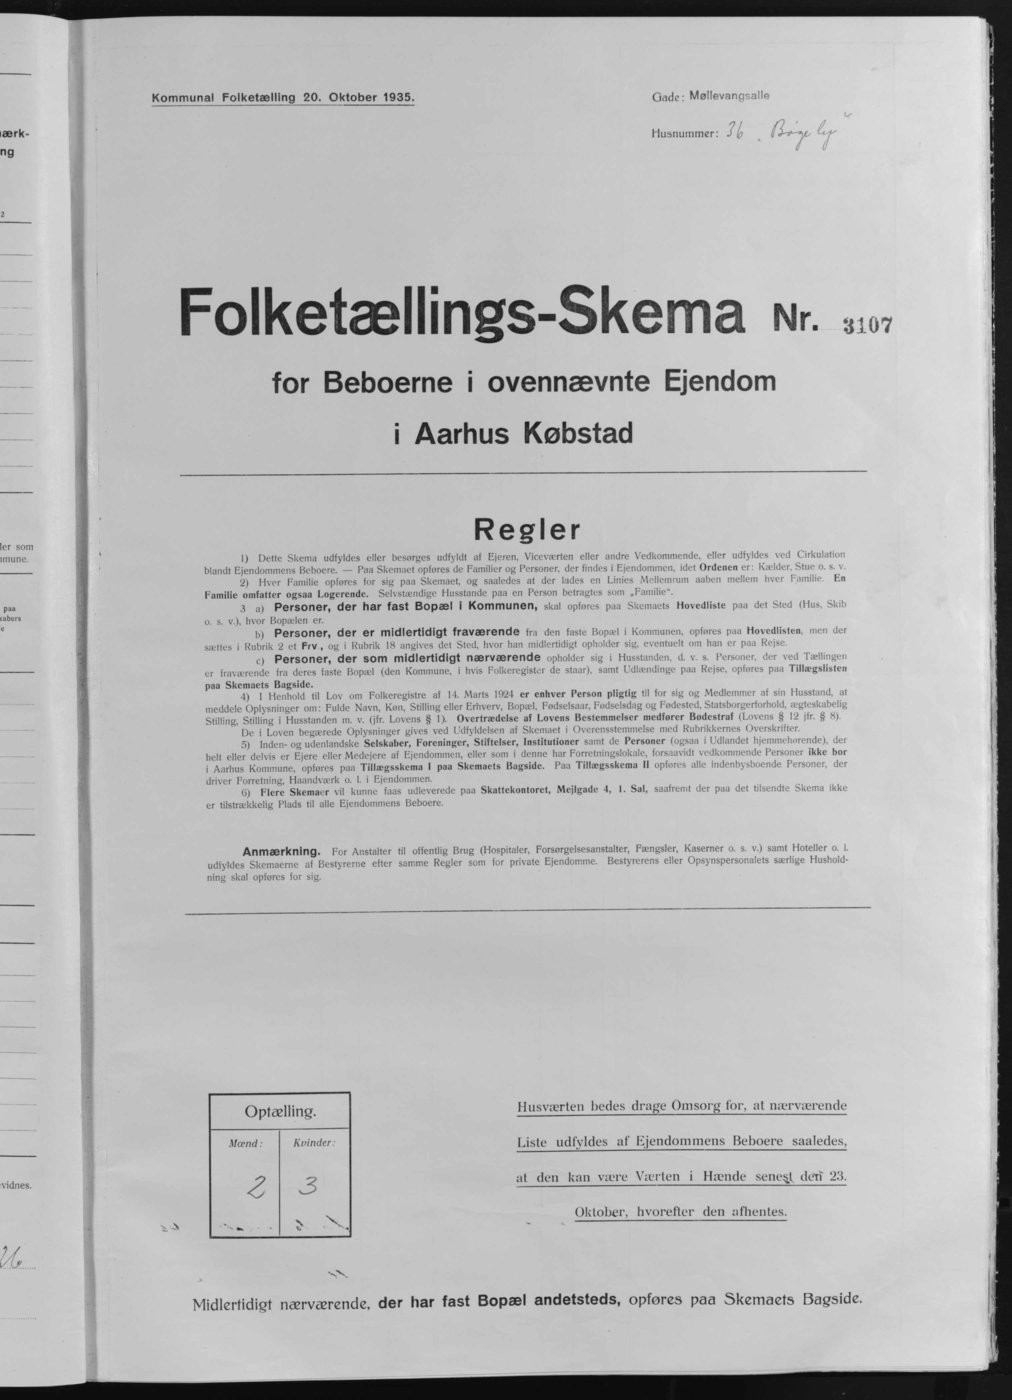 Kommunal Folketælling 20. Oktober 1935.
Gade: Møllevangsalle
Husnummer: 36 „Bøgely"
Folketællings-Skema Nr. 3107
for Beboerne i ovennævnte Ejendom
i Aarhus Købstad
Regler
1) Dette Skema udfyldes eller besørges udfyldt af Ejeren, Viceværten eller andre Vedkommende, eller udfyldes ved Cirkulation
blandt Ejendommens Beboere. — Paa Skemaet opføres de Familier og Personer, der findes i Ejendommen, idet Ordenen er: Kælder, Stue o. s. v.
2) Hver Familie opføres for sig paa Skemaet, og saaledes at der lades en Linies Mellemrum aaben mellem hver Familie. En
Familie omfatter ogsaa Logerende. Selvstændige Husstande paa en Person betragtes som „Familie".
3 a) Personer, der har fast Bopæl i Kommunen, skal opføres paa Skemaets Hovedliste paa det Sted (Hus, Skib
o. s. v.), hvor Bopælen er.
b) Personer, der er midlertidigt fraværende fra den faste Bopæl i Kommunen, opføres paa Hovedlisten, men der
sættes i Rubrik 2 et Frv., og i Rubrik 18 angives det Sted, hvor han midlertidigt opholder sig, eventuelt om han er paa Rejse.
c) Personer, der som midlertidigt nærværende opholder sig i Husstanden, d. v. s. Personer, der ved Tællingen
er fraværende fra deres faste Bopæl (den Kommune, i hvis Folkeregister de staar), samt Udlændinge paa Rejse, opføres paa Tillægslisten
paa Skemaets Bagside.
4) I Henhold til Lov om Folkeregistre af 14. Marts 1924 er enhver Person pligtig til for sig og Medlemmer af sin Husstand, at
meddele Oplysninger om: Fulde Navn, Køn, Stilling eller Erhverv, Bopæl, Fødselsaar, Fødselsdag og Fødested, Statsborgerforhold, ægteskabelig
Stilling, Stilling i Husstanden m. v. (jfr. Lovens § 1). Overtrædelse af Lovens Bestemmelser medfører Bødestraf (Lovens § 12 jfr. § 8).
De i Loven begærede Oplysninger gives ved Udfyldelsen af Skemaet i Overensstemmelse med Rubrikkernes Overskrifter.
5) Inden- og udenlandske Selskaber, Foreninger, Stiftelser, Institutioner samt de Personer (ogsaa i Udlandet hjemmehørende), der
helt eller delvis er Ejere eller Medejere af Ejendommen, eller som i denne har Forretningslokale, forsaavidt vedkommende Personer ikke bor
i Aarhus Kommune, opføres paa Tillægsskema I paa Skemaets Bagside. Paa Tillægsskema II opføres alle indenbysboende Personer, der
driver Forretning, Haandværk o. l. i Ejendommen.
6) Flere Skemaer vil kunne faas udleverede paa Skattekontoret, Mejlgade 4, 1. Sal, saafremt der paa det tilsendte Skema ikke
er tilstrækkelig Plads til alle Ejendommens Beboere.
Anmærkning. For Anstalter til offentlig Brug (Hospitaler, Forsørgelsesanstalter, Fængsler, Kaserner o. s. v.) samt Hoteller o. l.
udfyldes Skemaerne af Bestyrerne efter samme Regler som for private Ejendomme. Bestyrerens eller Opsynspersonalets særlige Hushold-
ning skal opføres for sig.
Optælling.
Mænd: Kvinder:
2 3
Husværten bedes drage Omsorg for, at nærværende
Liste udfyldes af Ejendommens Beboere saaledes,
at den kan være Værten i Hænde senest den 23.
Oktober, hvorefter den afhentes.
Midlertidigt nærværende, der har fast Bopæl andetsteds, opføres paa Skemaets Bagside.